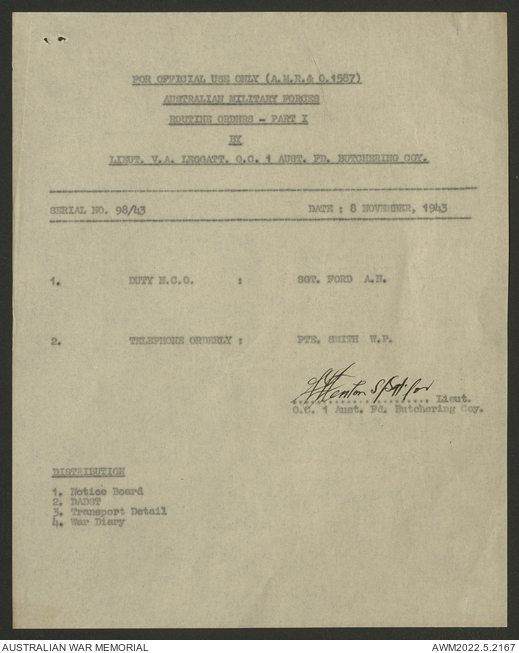 FOR OFFICIAL USE ONLY (A.M.R.& O.1587)
AUSTRALIAN MILITARY FORCES
ROUTINE ORDERS - PART I
BY
LIEUT. V.A. LEGGATT. O.C. 1 AUST. FD. BUTCHERING COY.
SERIAL NO. 98/43 DATE : 8 NOVEMBER, 1943
1. DUTY N.C.O. : SGT. FORD A.N.
2. TELEPHONE ORDERLY : PTE. SMITH W.P.
.................... Lieut.
O.C. 1 Aust. Fd. Butchering Coy.
DISTRIBUTION
1. Notice Board
2. DADST
3. Transport Detail
4. War Diary
AUSTRALIAN WAR MEMORIAL AWM2022.5.2167